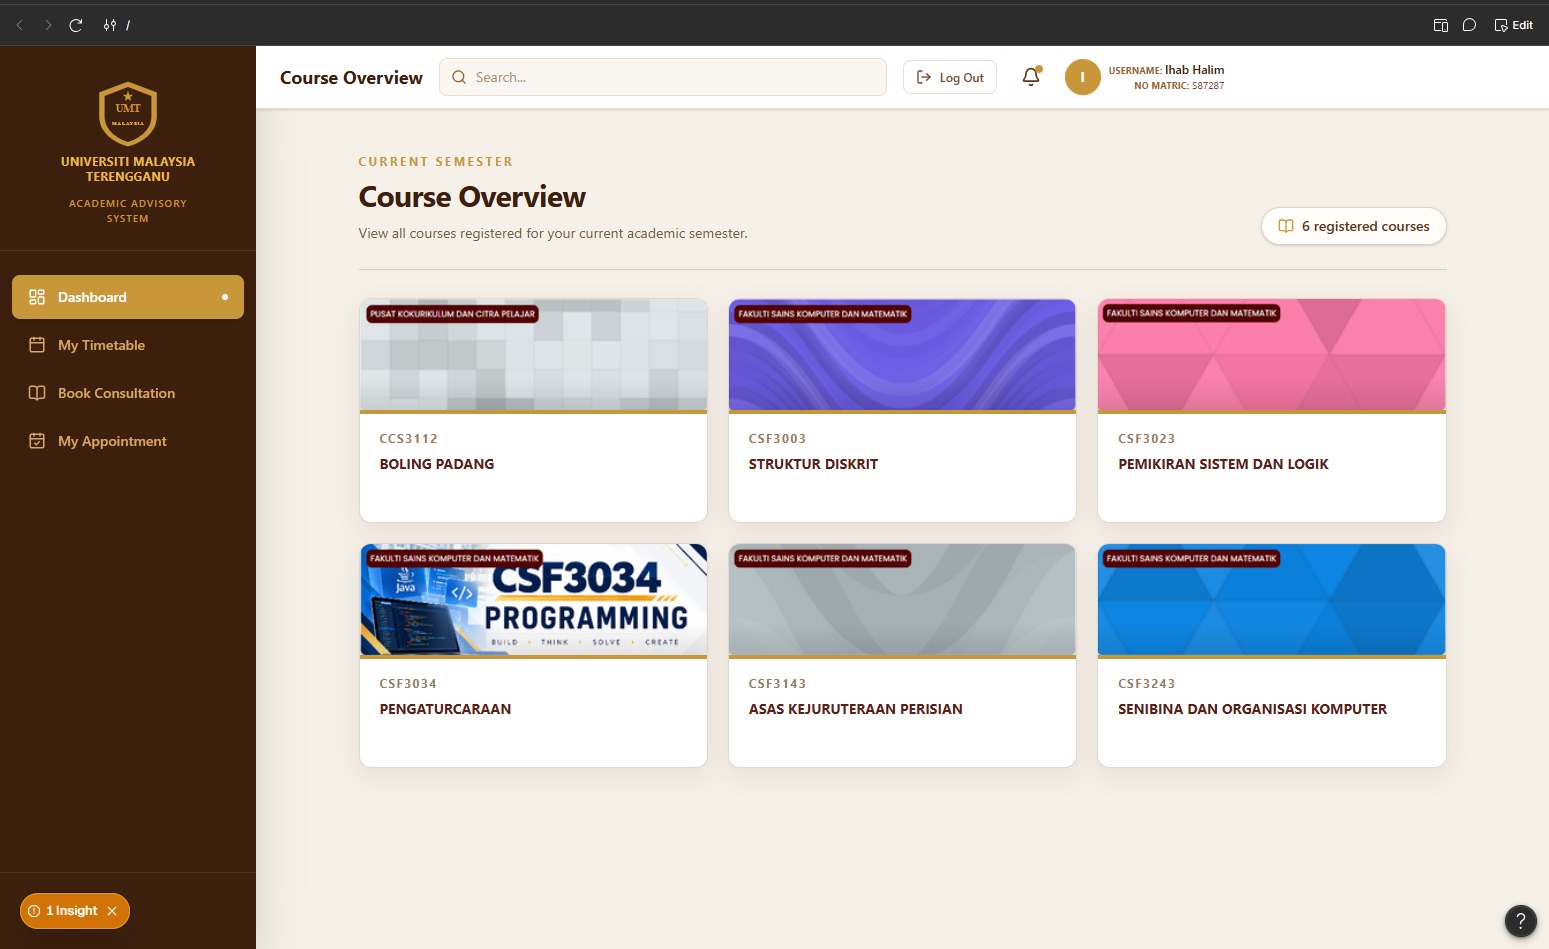 /
Edit
UMT
MALAYSIA
UNIVERSITI MALAYSIA
TERENGGANU
ACADEMIC ADVISORY
SYSTEM
Dashboard
My Timetable
Book Consultation
My Appointment
1 Insight
Course Overview
Search...
Log Out
I
USERNAME: Ihab Halim
NO MATRIC: S87287
CURRENT SEMESTER
Course Overview
View all courses registered for your current academic semester.
6 registered courses
PUSAT KOKURIKULUM DAN CITRA PELAJAR
CCS3112
BOLING PADANG
FAKULTI SAINS KOMPUTER DAN MATEMATIK
CSF3003
STRUKTUR DISKRIT
FAKULTI SAINS KOMPUTER DAN MATEMATIK
CSF3023
PEMIKIRAN SISTEM DAN LOGIK
FAKULTI SAINS KOMPUTER DAN MATEMATIK
Java
</>
CSF3034
PROGRAMMING
BUILD · THINK · SOLVE · CREATE
CSF3034
PENGATURCARAAN
FAKULTI SAINS KOMPUTER DAN MATEMATIK
CSF3143
ASAS KEJURUTERAAN PERISIAN
FAKULTI SAINS KOMPUTER DAN MATEMATIK
CSF3243
SENIBINA DAN ORGANISASI KOMPUTER
?